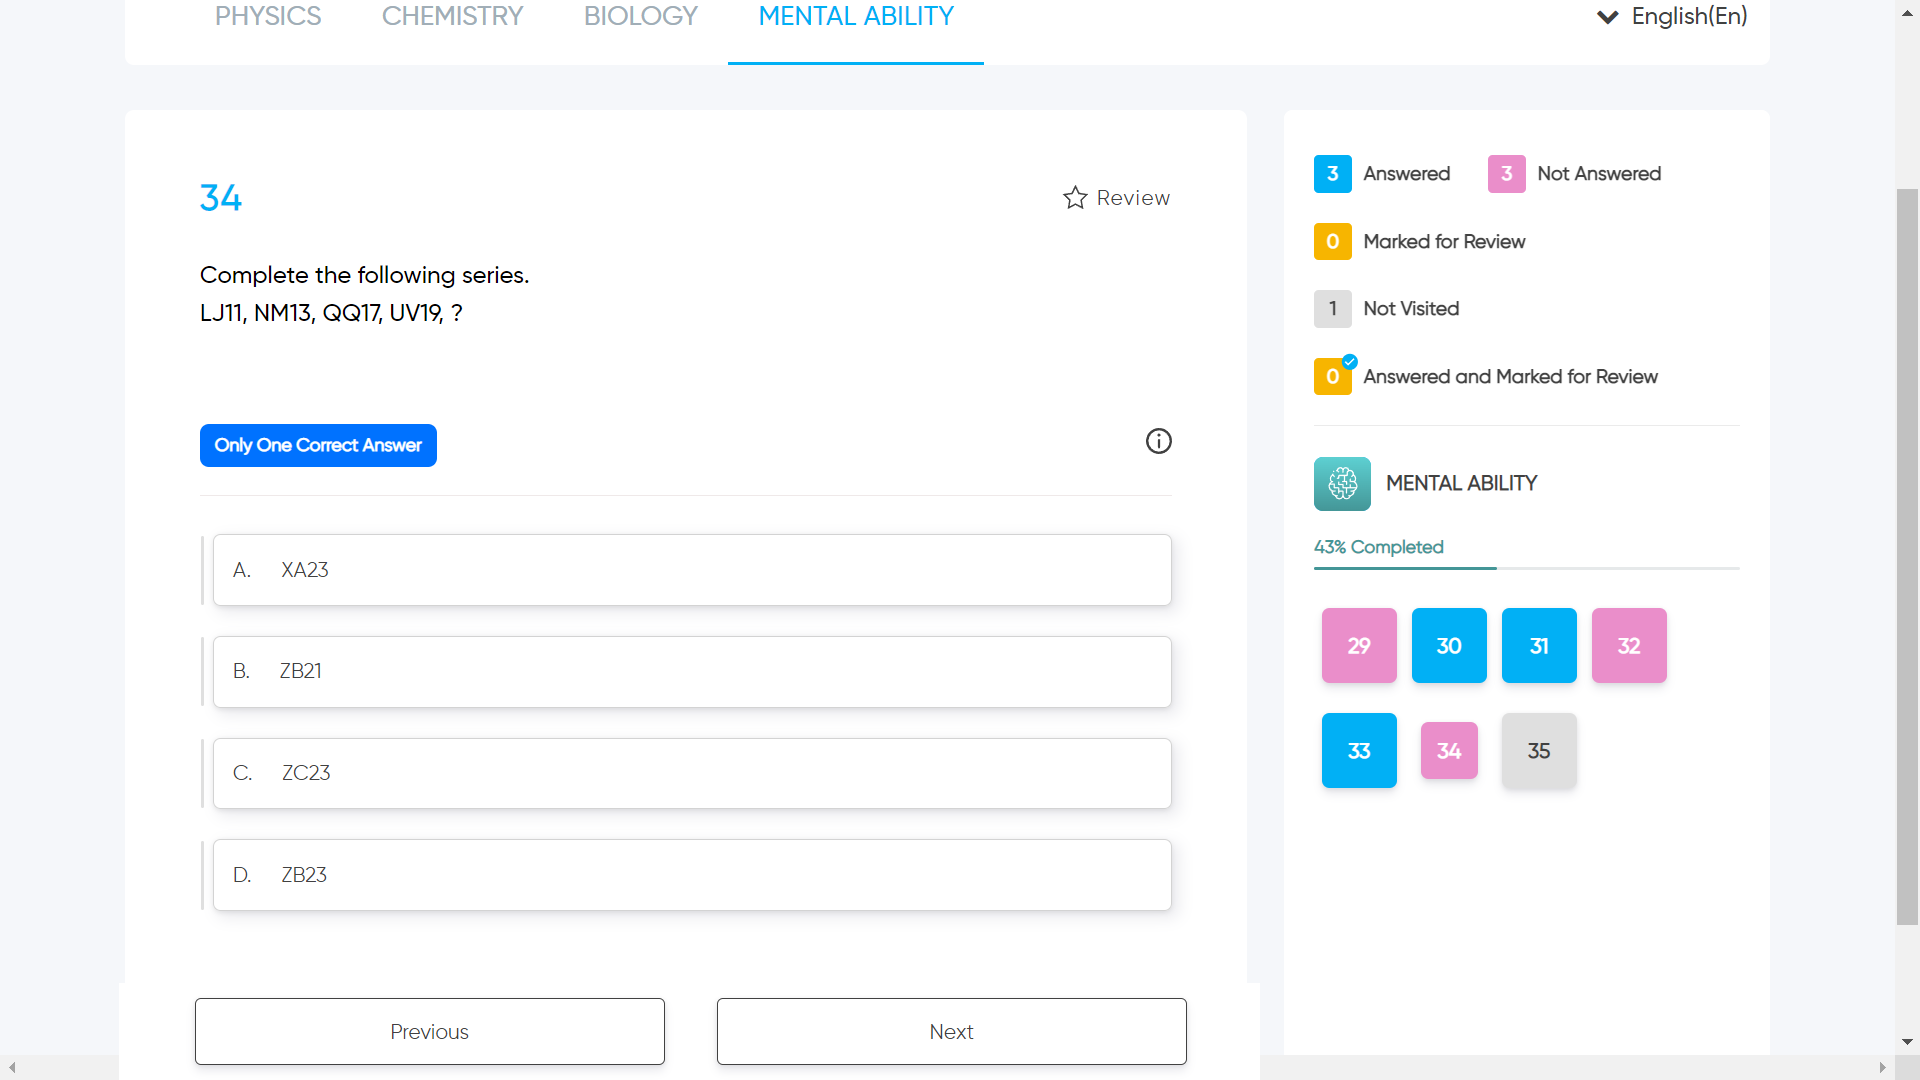 PHYSICS CHEMISTRY BIOLOGY MENTAL ABILITY English(En)
34
Review
Complete the following series.
LJ11, NM13, QQ17, UV19, ?
Only One Correct Answer
A. XA23
B. ZB21
C. ZC23
D. ZB23
Previous
Next
3 Answered
3 Not Answered
0 Marked for Review
1 Not Visited
0 Answered and Marked for Review
MENTAL ABILITY
43% Completed
29 30 31 32
33 34 35